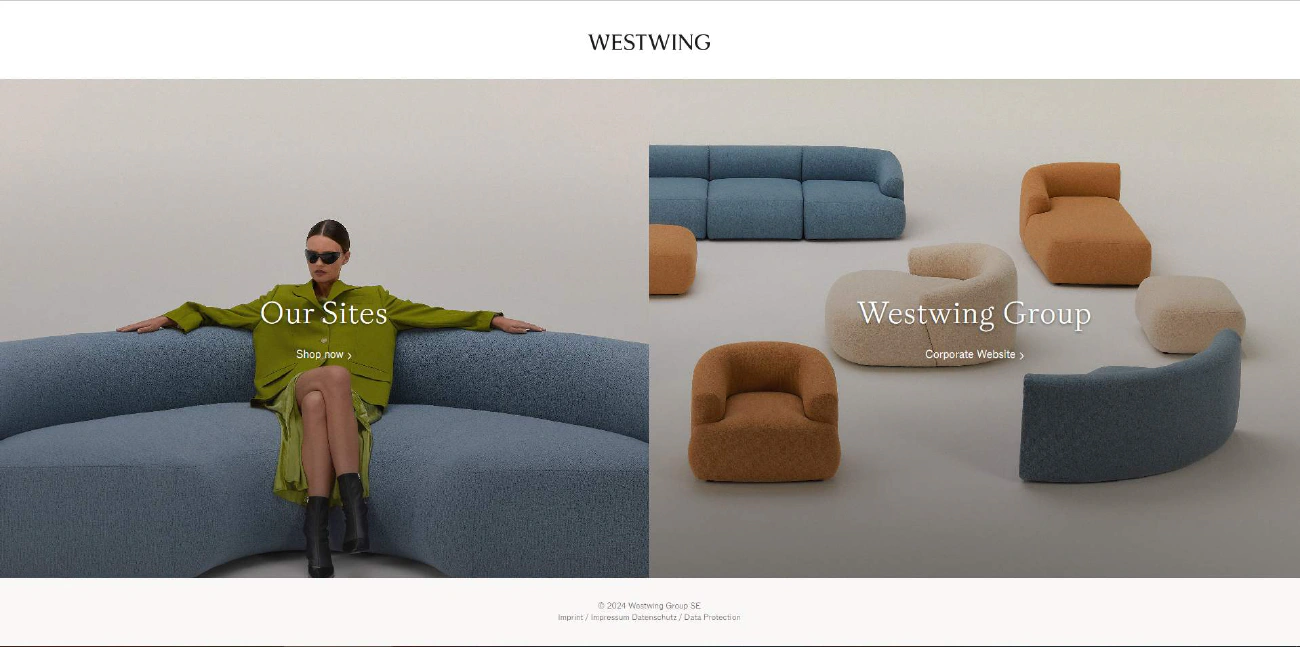 WESTWING
Our Sites
Shop now ›
Westwing Group
Corporate Website ›
© 2024 Westwing Group SE
Imprint / Impressum Datenschutz / Data Protection